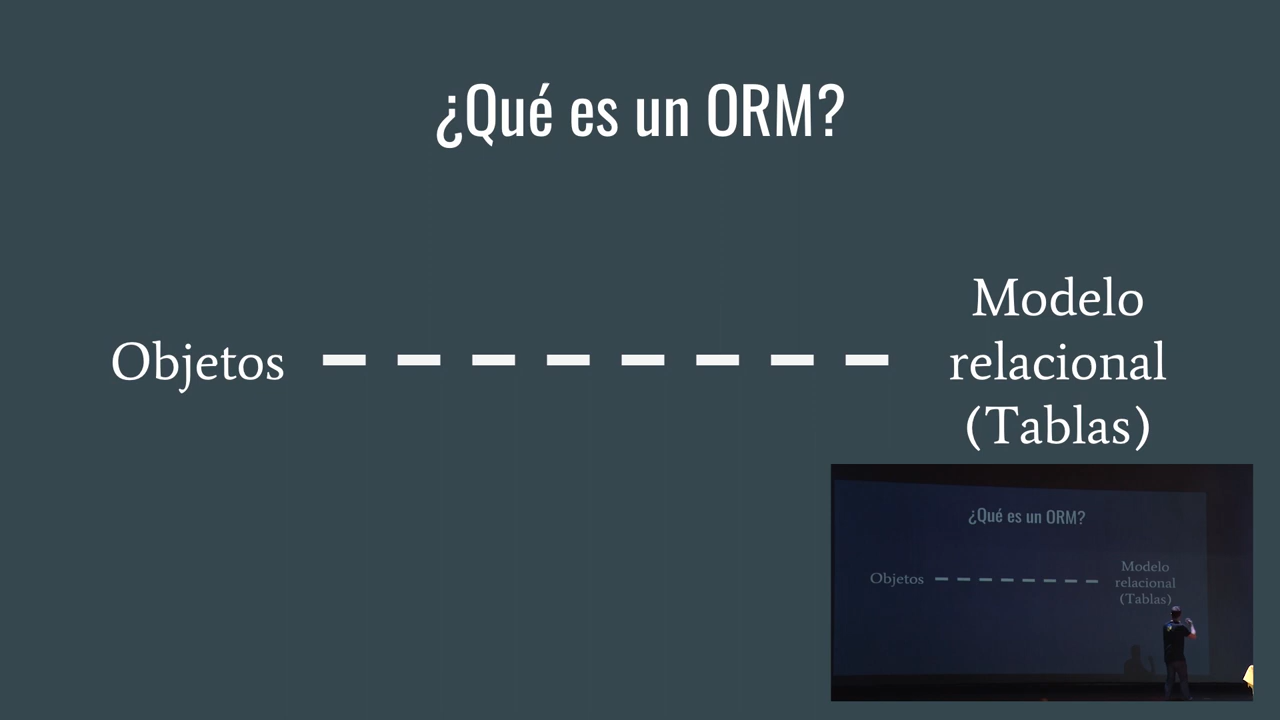 ¿Qué es un ORM?
Objetos
Modelo
relacional
(Tablas)
¿Qué es un ORM?
Objetos
Modelo
relacional
(Tablas)